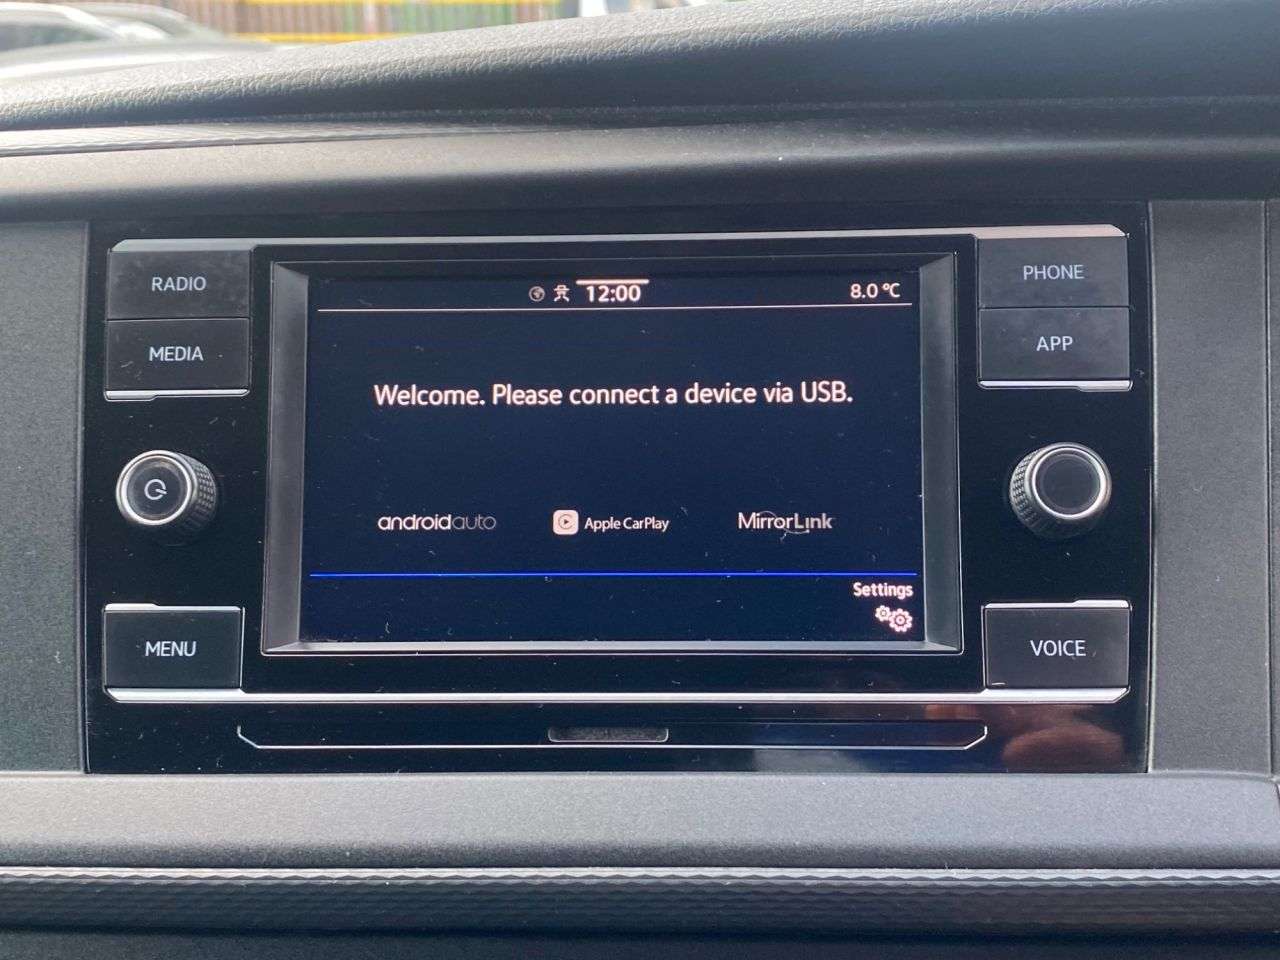 RADIO
MEDIA
MENU
12:00
8.0 °C
Welcome. Please connect a device via USB.
androidauto
Apple CarPlay
MirrorLink
Settings
PHONE
APP
VOICE